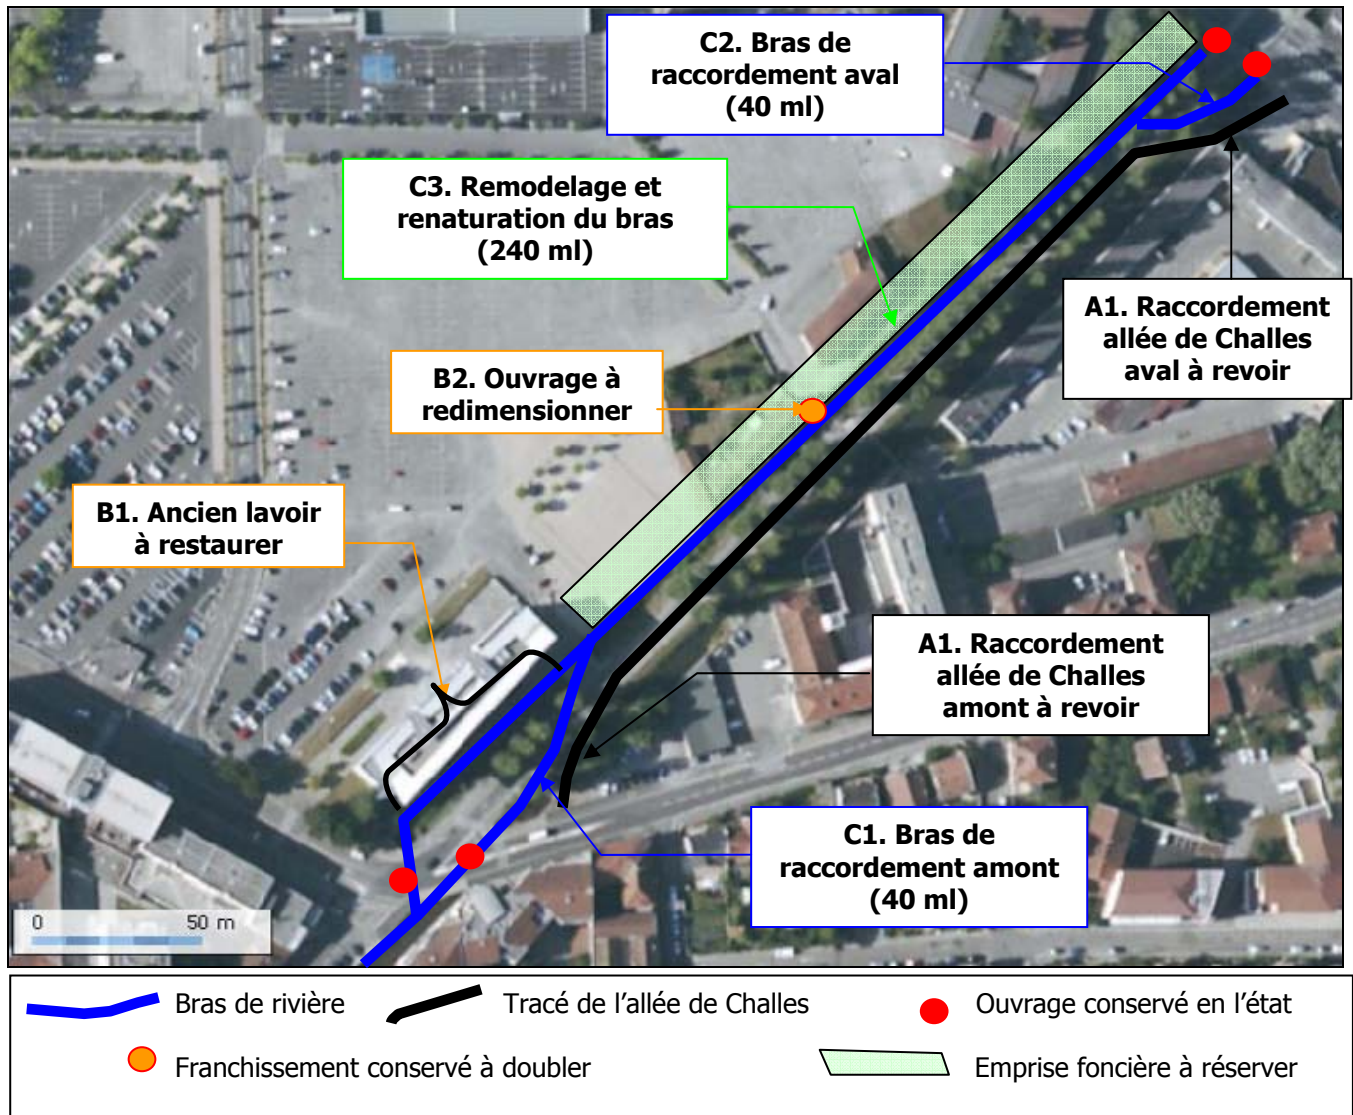 C2. Bras de
raccordement aval
(40 ml)
C3. Remodelage et
renaturation du bras
(240 ml)
A1. Raccordement
allée de Challes
aval à revoir
B2. Ouvrage à
redimensionner
B1. Ancien lavoir
à restaurer
A1. Raccordement
allée de Challes
amont à revoir
C1. Bras de
raccordement amont
(40 ml)
0 50 m
Bras de rivière
Tracé de l’allée de Challes
Ouvrage conservé en l’état
Franchissement conservé à doubler
Emprise foncière à réserver